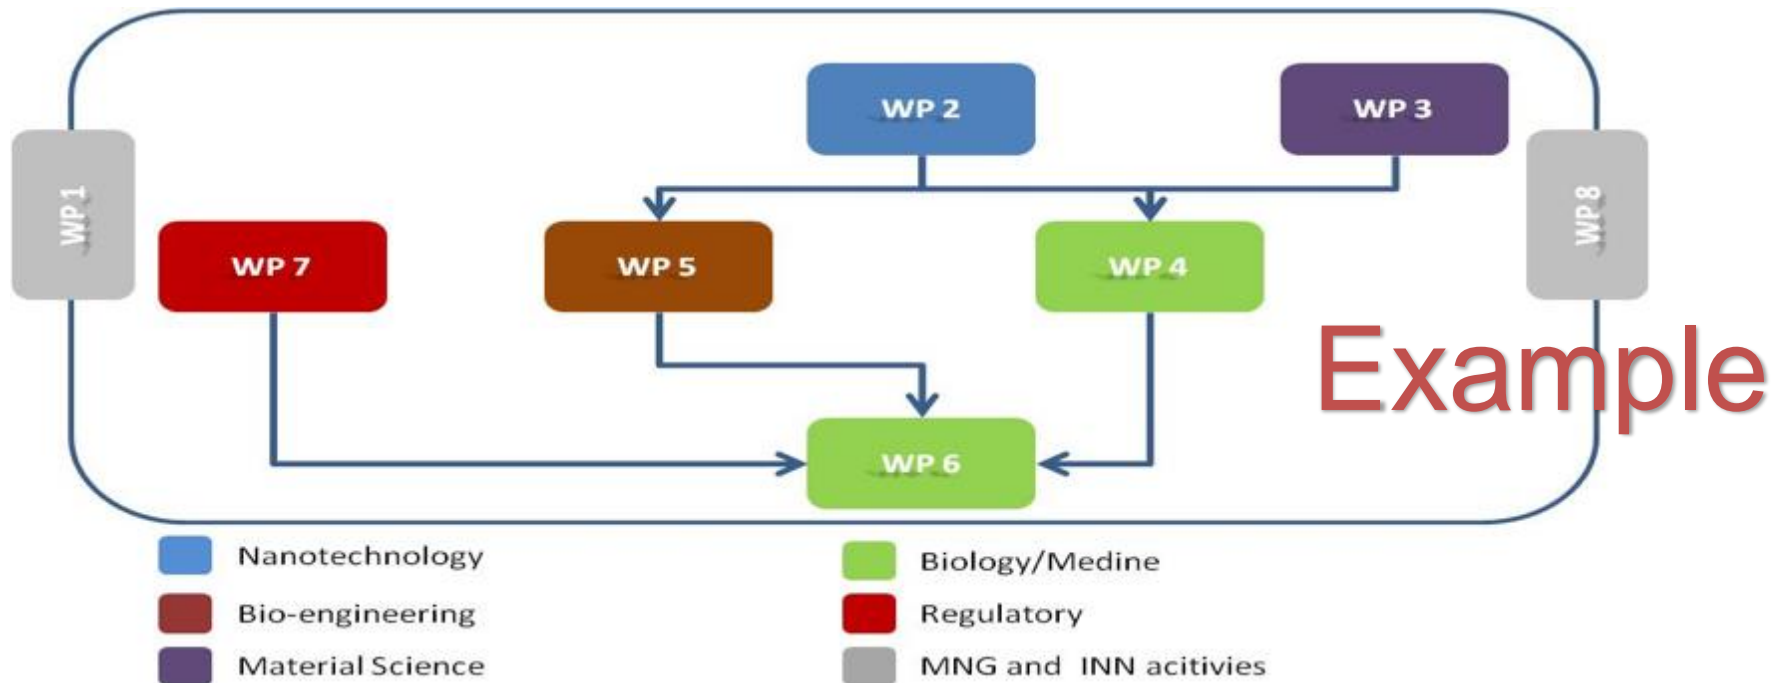 WP 2
WP 3
WP 1
WP 8
WP 7
WP 5
WP 4
Example
WP 6
Nanotechnology
Biology/Medine
Bio-engineering
Regulatory
Material Science
MNG and INN acitivies